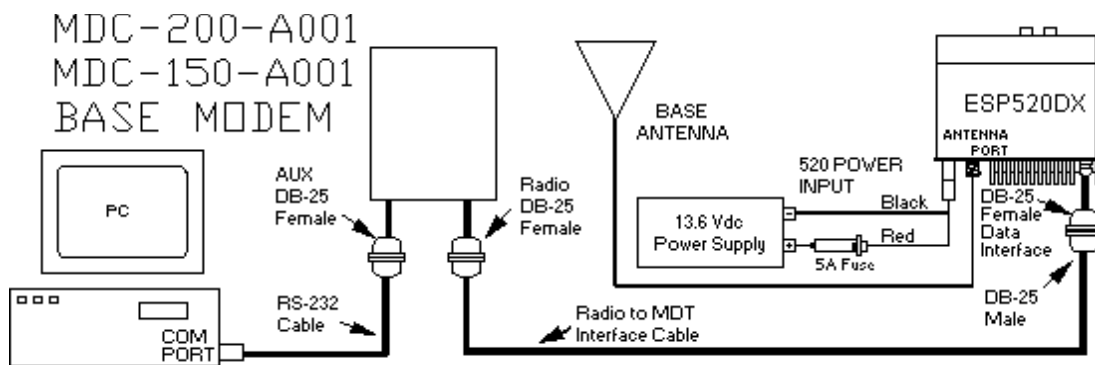 MDC-200-A001
MDC-150-A001
BASE MODEM
PC
COM
PORT
AUX
DB-25
Female
Radio
DB-25
Female
RS-232
Cable
Radio to MDT
Interface Cable
BASE
ANTENNA
520 POWER
INPUT
Black
Red
13.6 Vdc
Power Supply
-
+
5A Fuse
ESP520DX
ANTENNA
PORT
DB-25
Female
Data
Interface
DB-25
Male